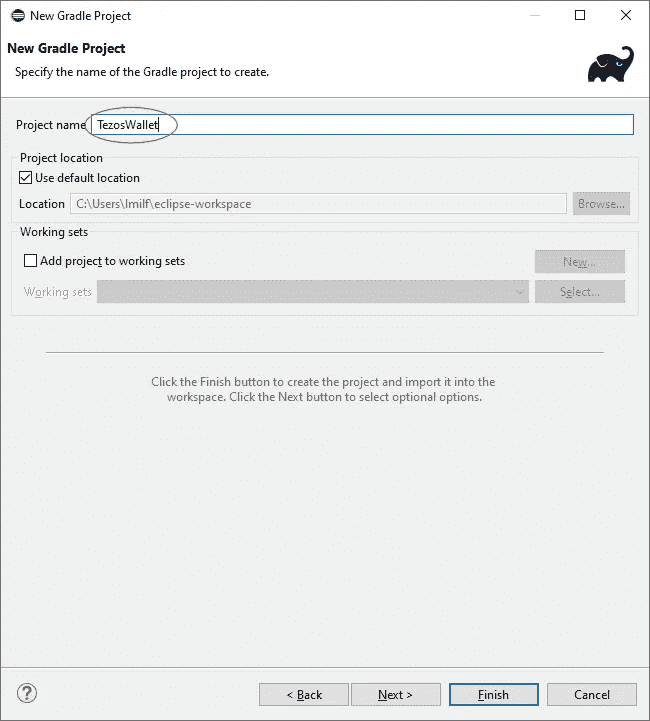 New Gradle Project
New Gradle Project
Specify the name of the Gradle project to create.
Project name TezosWallet
Project location
Use default location
Location C:\Users\lmilf\eclipse-workspace Browse...
Working sets
Add project to working sets New...
Working sets Select...
Click the Finish button to create the project and import it into the
workspace. Click the Next button to select optional options.
? < Back Next > Finish Cancel